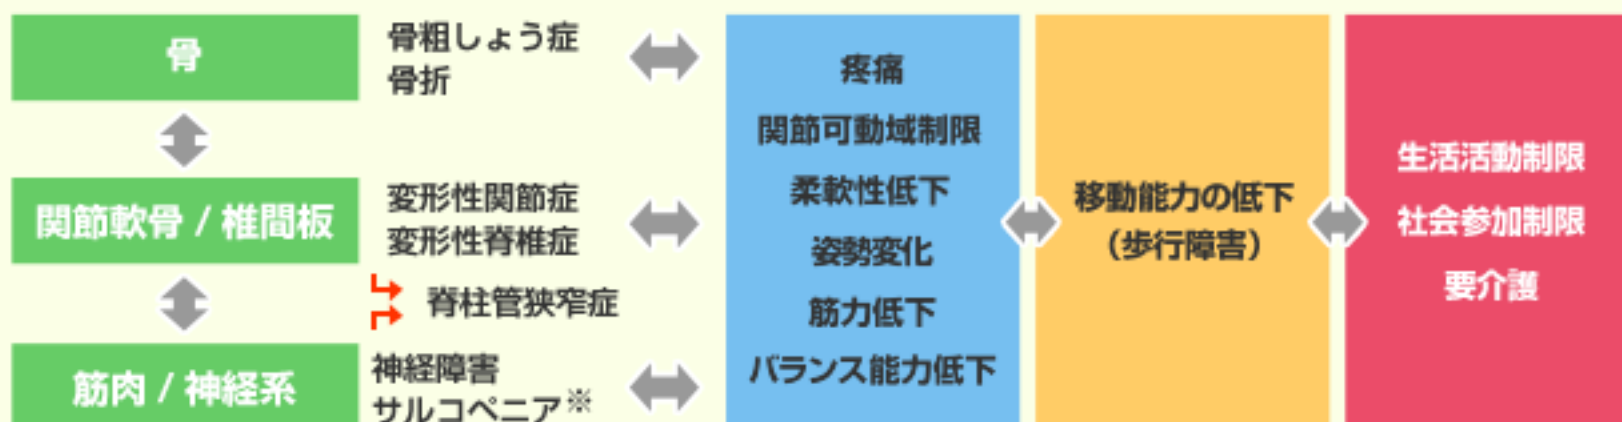 骨
骨粗しょう症
骨折
関節軟骨 / 椎間板
変形性関節症
変形性脊椎症
脊柱管狭窄症
筋肉 / 神経系
神経障害
サルコペニア※
疼痛
関節可動域制限
柔軟性低下
姿勢変化
筋力低下
バランス能力低下
移動能力の低下
（歩行障害）
生活活動制限
社会参加制限
要介護